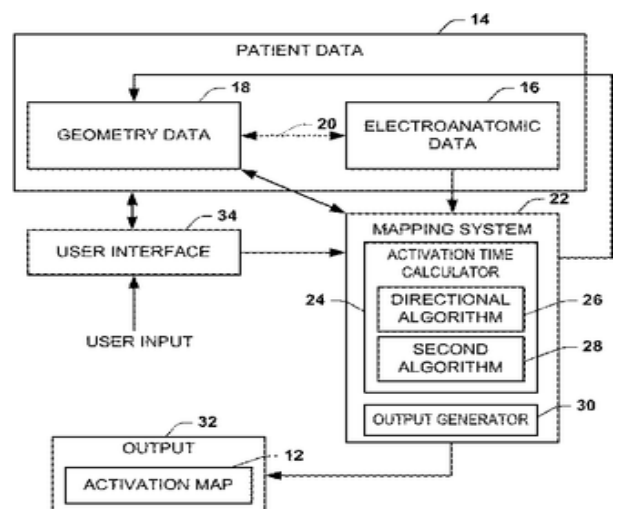 14
PATIENT DATA
18
16
GEOMETRY DATA
20
ELECTROANATOMIC
DATA
34
22
USER INTERFACE
MAPPING SYSTEM
ACTIVATION TIME
CALCULATOR
24
DIRECTIONAL
ALGORITHM
26
USER INPUT
SECOND
ALGORITHM
28
32
OUTPUT GENERATOR
30
OUTPUT
12
ACTIVATION MAP